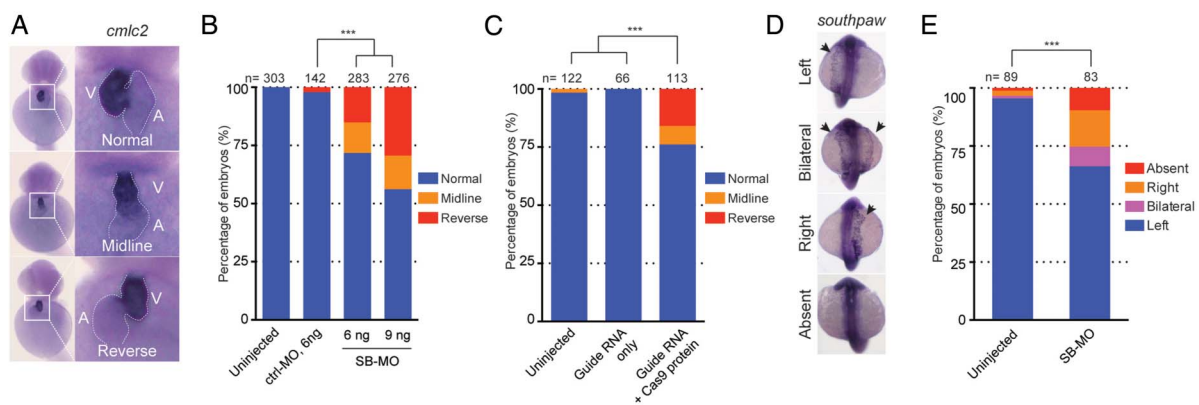 A
cmlc2
V
A
Normal
V
A
Midline
A
V
Reverse
B
***
n= 303 142 283 276
100
75
50
25
0
Percentage of embryos (%)
Normal
Midline
Reverse
Uninjected
ctrl-MO, 6ng
6 ng
9 ng
SB-MO
C
***
n= 122 66 113
100
75
50
25
0
Percentage of embryos (%)
Normal
Midline
Reverse
Uninjected
Guide RNA
only
Guide RNA
+ Cas9 protein
D
southpaw
Left
Bilateral
Right
Absent
E
***
n= 89 83
100
75
50
25
0
Percentage of embryos (%)
Absent
Right
Bilateral
Left
Uninjected
SB-MO